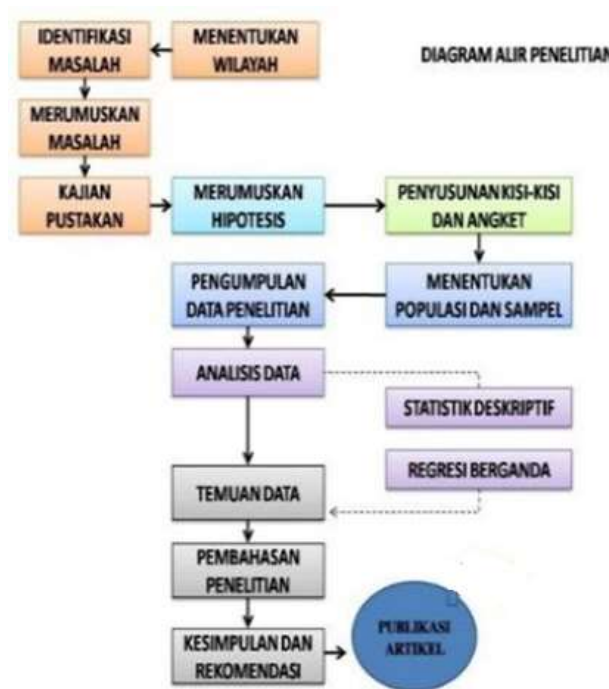 DIAGRAM ALIR PENELITIAN
MENENTUKAN
WILAYAH
IDENTIFIKASI
MASALAH
MERUMUSKAN
MASALAH
KAJIAN
PUSTAKAN
MERUMUSKAN
HIPOTESIS
PENYUSUNAN KISI-KISI
DAN ANGKET
MENENTUKAN
POPULASI DAN SAMPEL
PENGUMPULAN
DATA PENELITIAN
ANALISIS DATA
STATISTIK DESKRIPTIF
REGRESI BERGANDA
TEMUAN DATA
PEMBAHASAN
PENELITIAN
KESIMPULAN DAN
REKOMENDASI
PUBLIKASI
ARTIKEL